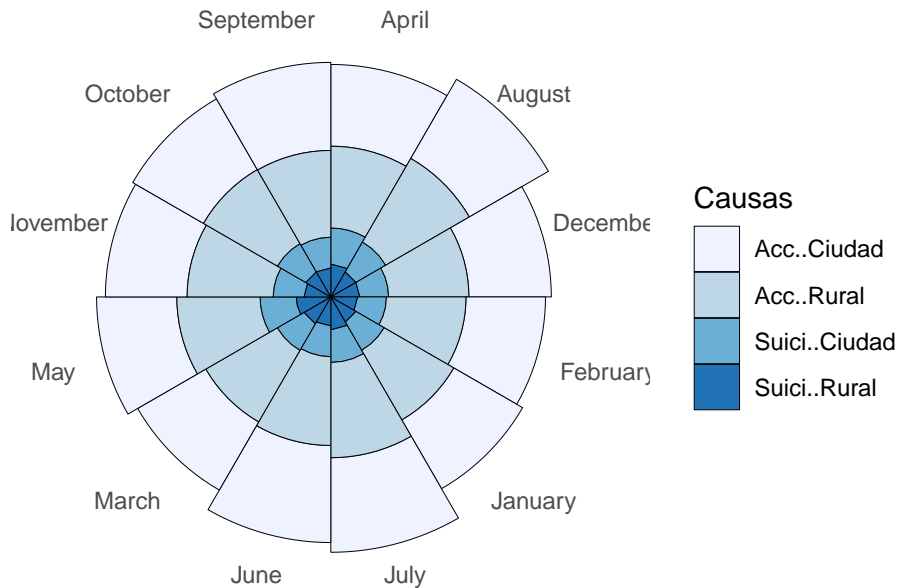 September
April
October
August
November
December
May
February
March
January
June
July
Causas
Acc..Ciudad
Acc..Rural
Suici..Ciudad
Suici..Rural